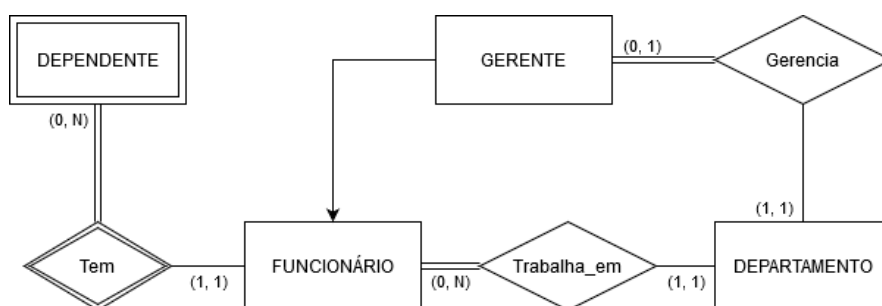 DEPENDENTE
GERENTE
(0, 1)
Gerencia
(0, N)
(1, 1)
Tem
(1, 1)
FUNCIONÁRIO
(0, N)
Trabalha_em
(1, 1)
DEPARTAMENTO